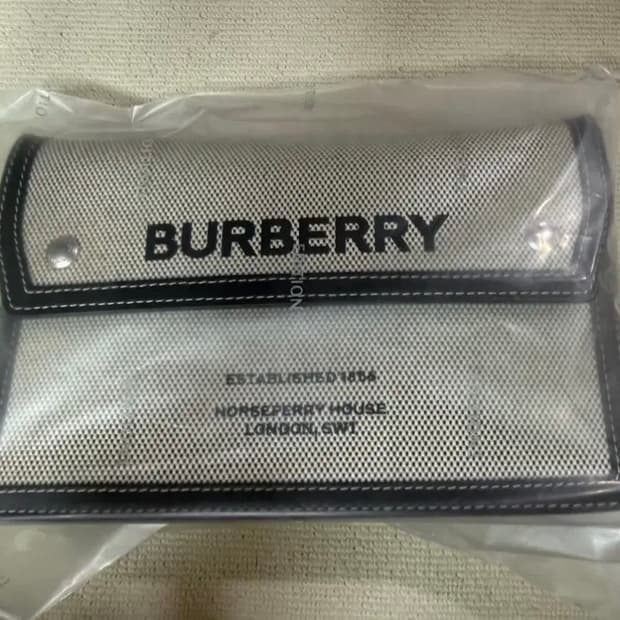 BURBERRY
ESTABLISHED 1856
HORSEFERRY HOUSE
LONDON, SW1